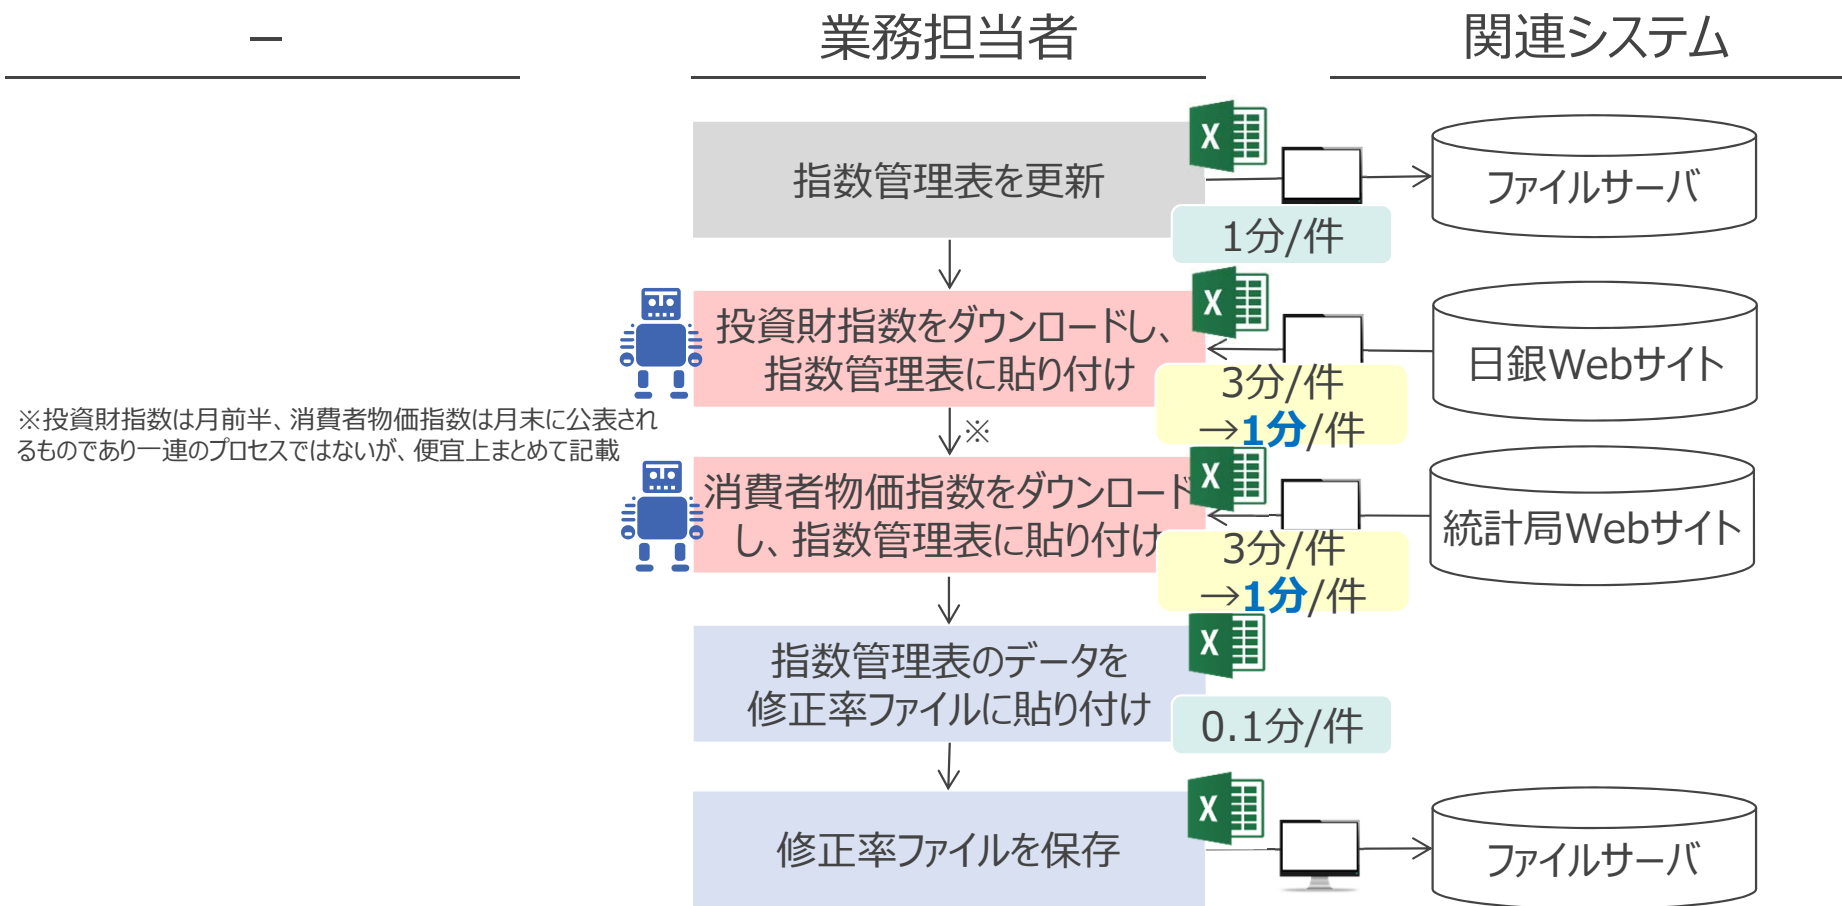 －
業務担当者
関連システム
指数管理表を更新
ファイルサーバ
1分/件
投資財指数をダウンロードし、
指数管理表に貼り付け
日銀Webサイト
3分/件
→1分/件
※投資財指数は月前半、消費者物価指数は月末に公表され
るものであり一連のプロセスではないが、便宜上まとめて記載
※
消費者物価指数をダウンロード
し、指数管理表に貼り付け
統計局Webサイト
3分/件
→1分/件
指数管理表のデータを
修正率ファイルに貼り付け
0.1分/件
修正率ファイルを保存
ファイルサーバ
X
X
X
X
X